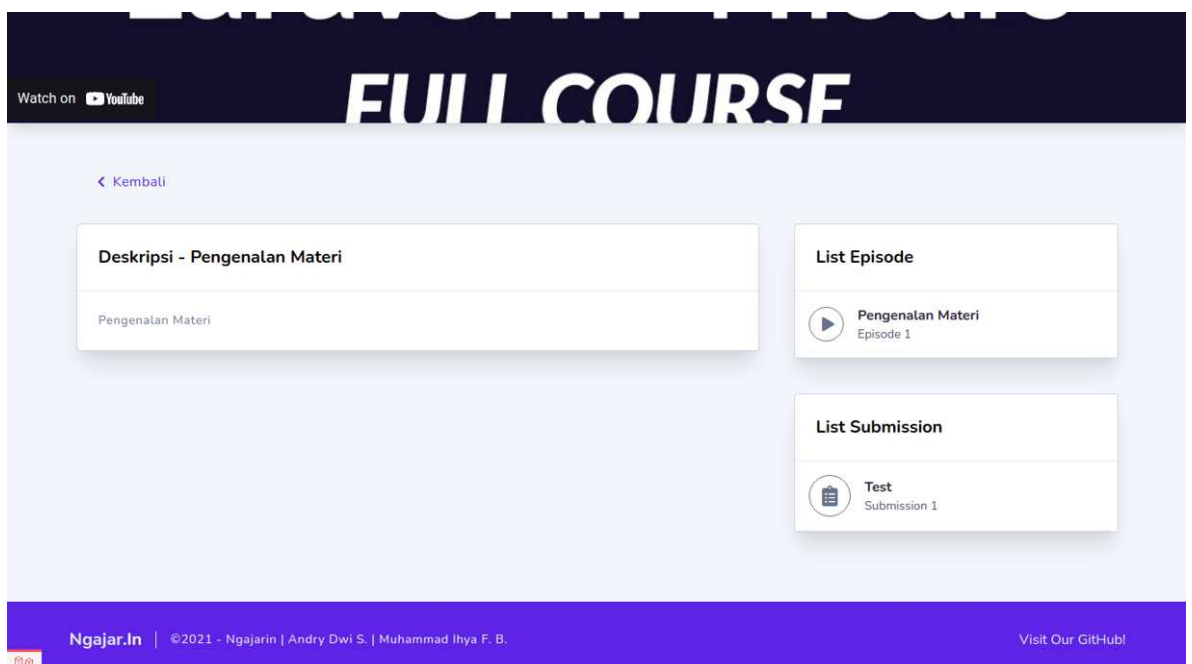 FULL COURSE
Watch on YouTube
Kembali
Deskripsi - Pengenalan Materi
Pengenalan Materi
List Episode
Pengenalan Materi
Episode 1
List Submission
Test
Submission 1
Ngajar.In | ©2021 - Ngajarin | Andry Dwi S. | Muhammad Ihya F. B.
Visit Our GitHub!